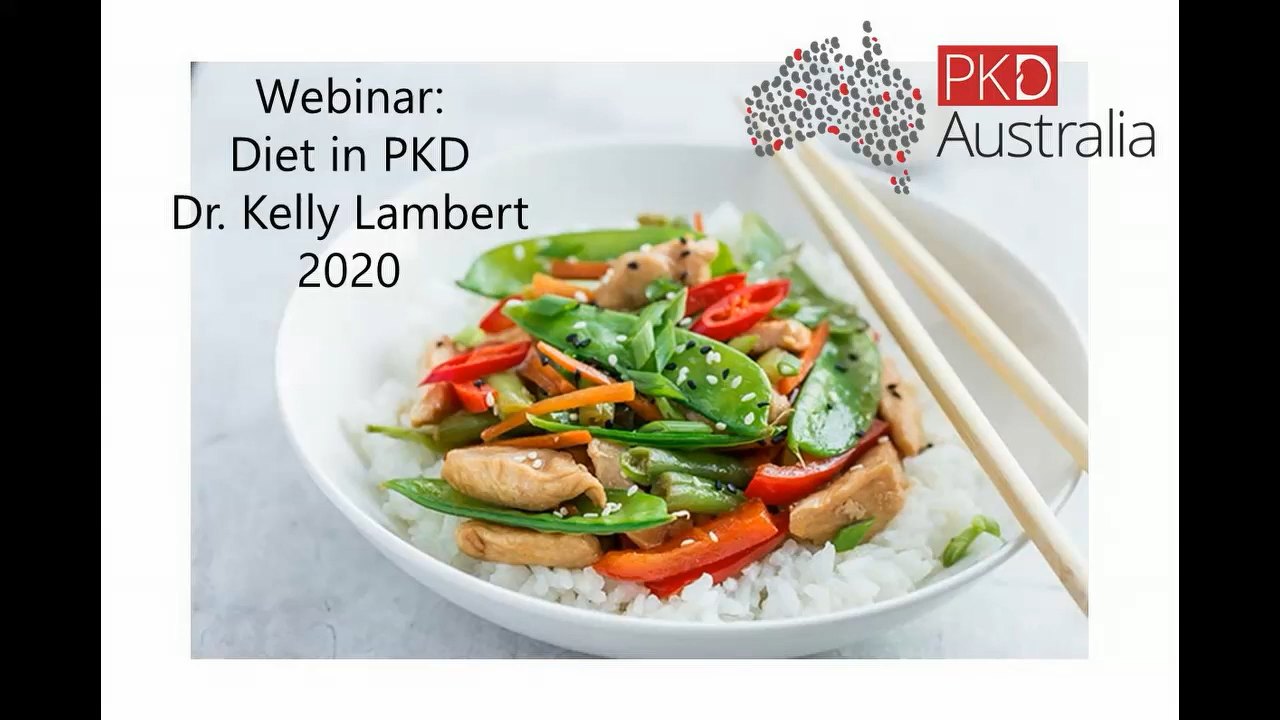 Webinar:
Diet in PKD
Dr. Kelly Lambert
2020
PKD
Australia